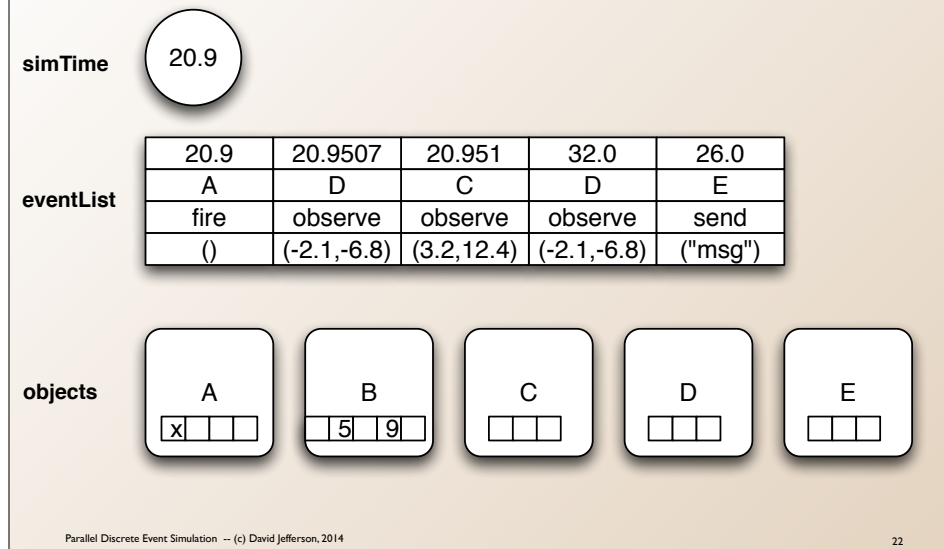 simTime 20.9
20.9 20.9507 20.951 32.0 26.0
eventList
A D C D E
fire observe observe observe send
() (-2.1,-6.8) (3.2,12.4) (-2.1,-6.8) ("msg")
objects
A B C D E
x 5 9
Parallel Discrete Event Simulation -- (c) David Jefferson, 2014 22